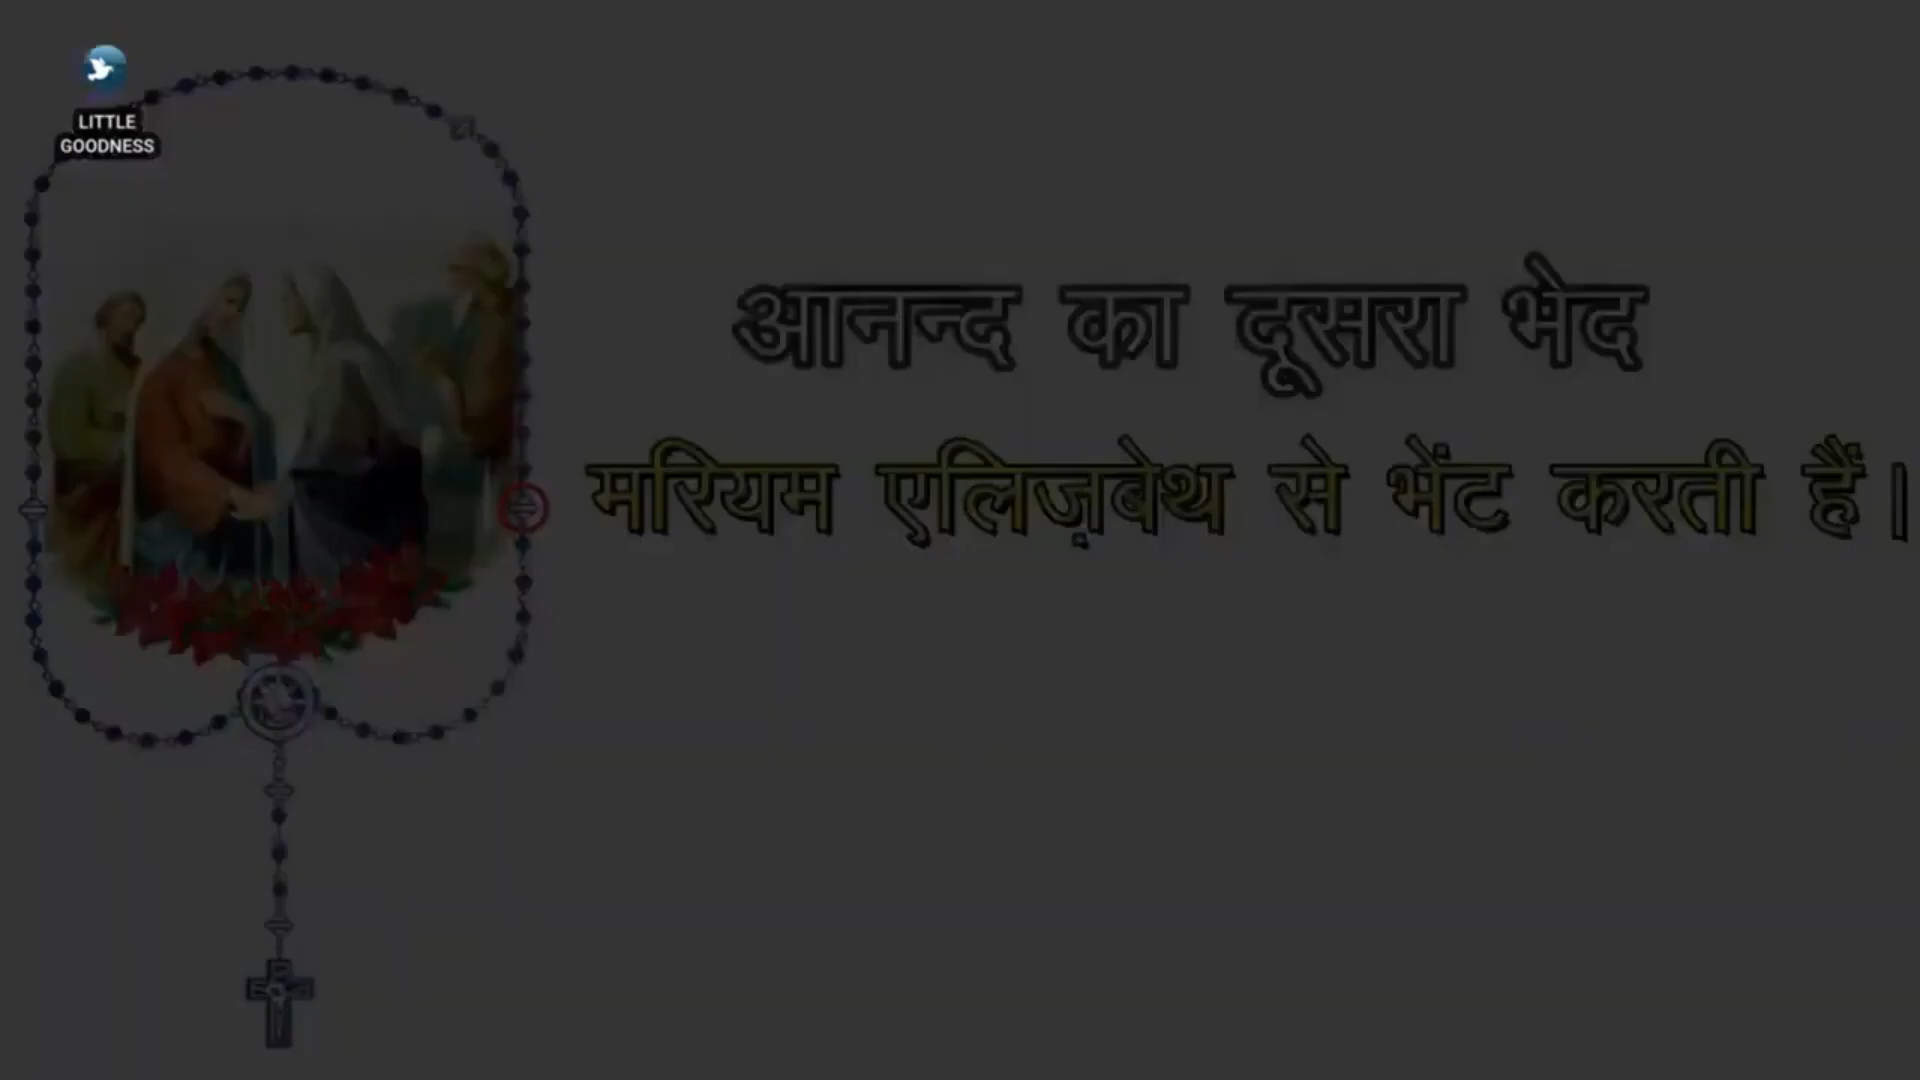 LITTLE
GOODNESS
आनन्द का दूसरा भेद
मरियम एलिज़बेथ से भेंट करती हैं।